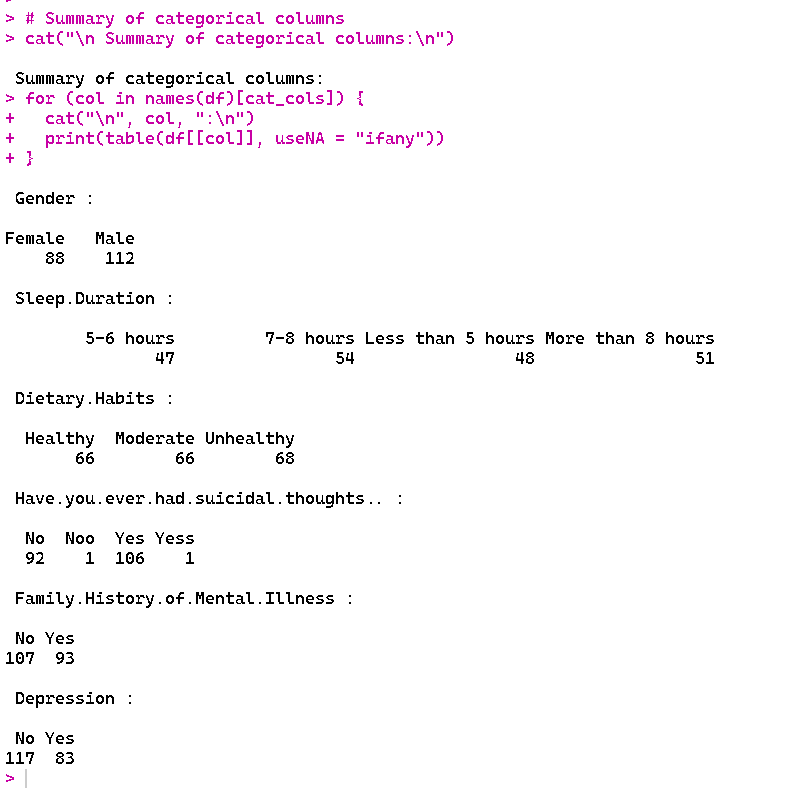 > # Summary of categorical columns
> cat("\n Summary of categorical columns:\n")
Summary of categorical columns:
> for (col in names(df)[cat_cols]) {
+   cat("\n", col, ":\n")
+   print(table(df[[col]], useNA = "ifany"))
+ }
Gender :
Female   Male
    88    112
Sleep.Duration :
        5-6 hours         7-8 hours Less than 5 hours More than 8 hours
               47                54                48                51
Dietary.Habits :
  Healthy  Moderate Unhealthy
       66        66        68
Have.you.ever.had.suicidal.thoughts.. :
  No  Noo  Yes Yess
  92    1  106    1
Family.History.of.Mental.Illness :
 No Yes
107  93
Depression :
 No Yes
117  83
>